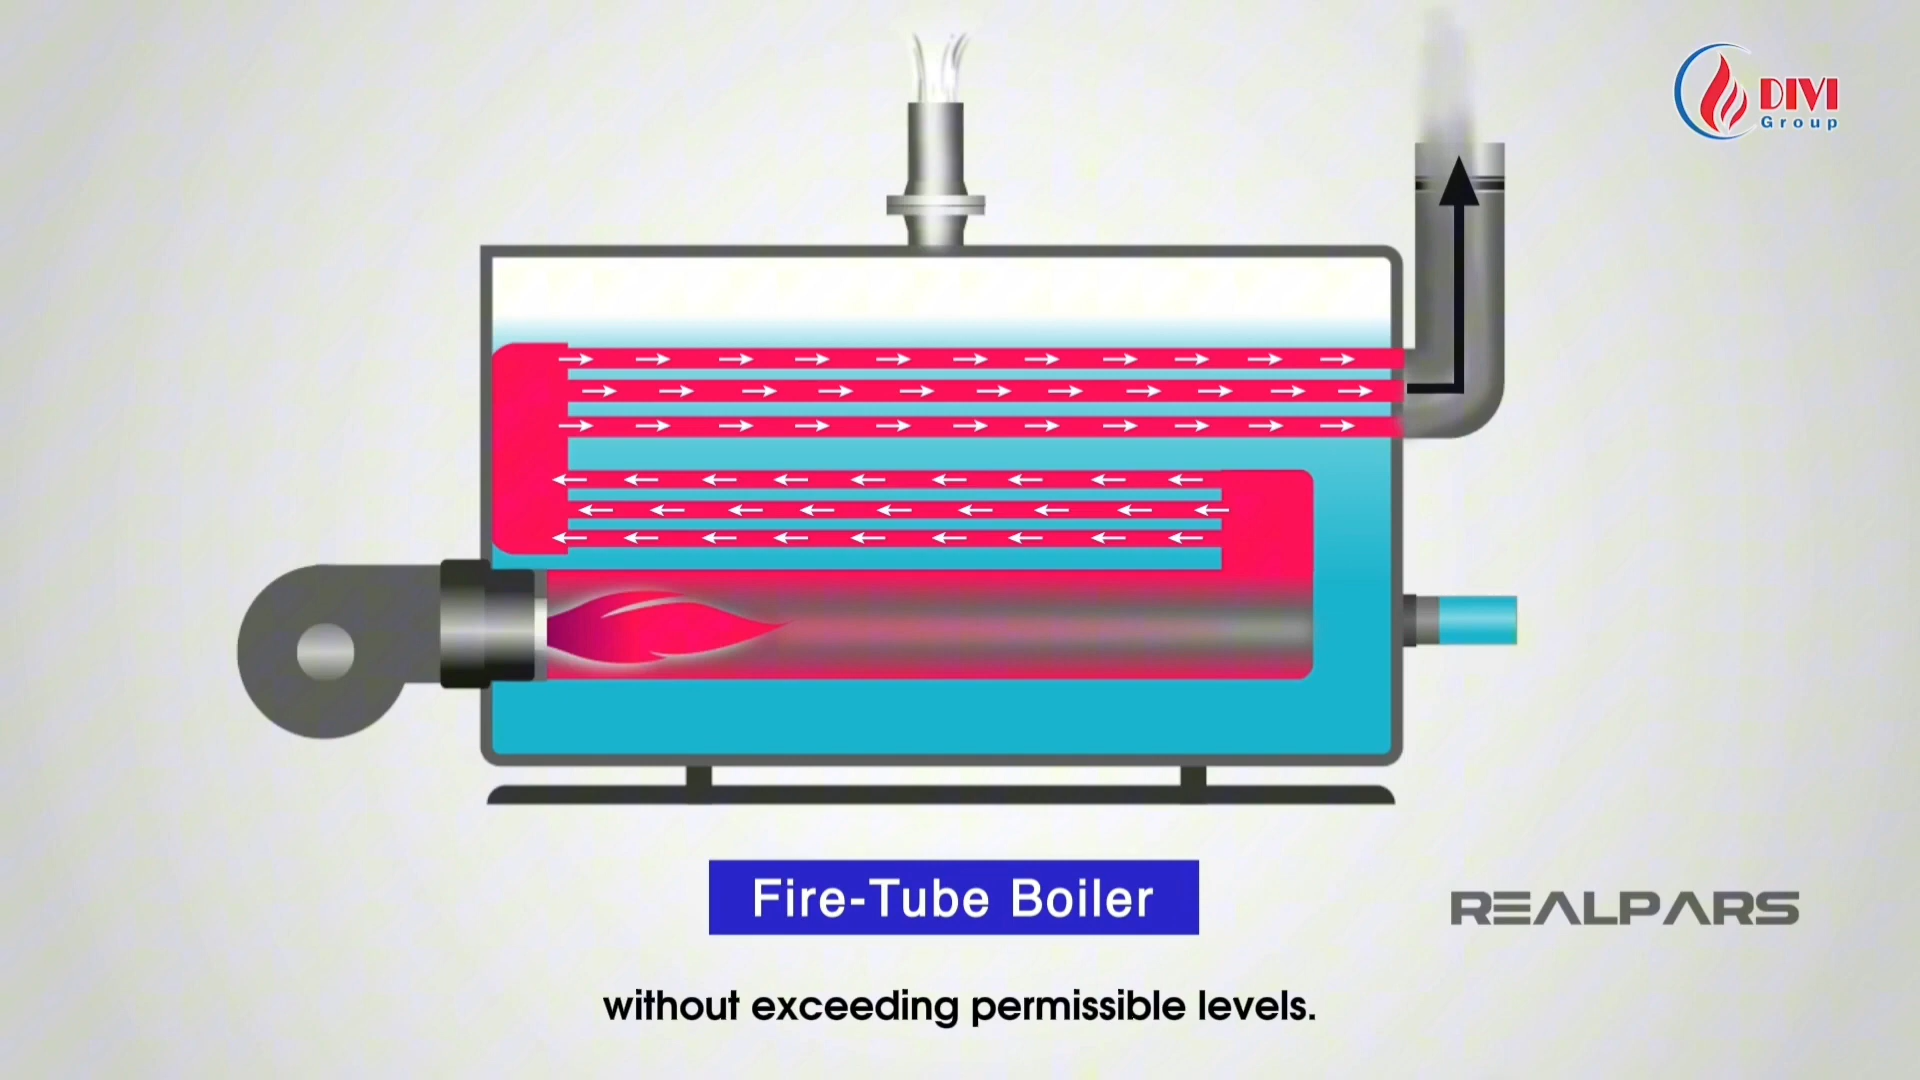 DIVI
Group
Fire-Tube Boiler
REALPARS
without exceeding permissible levels.